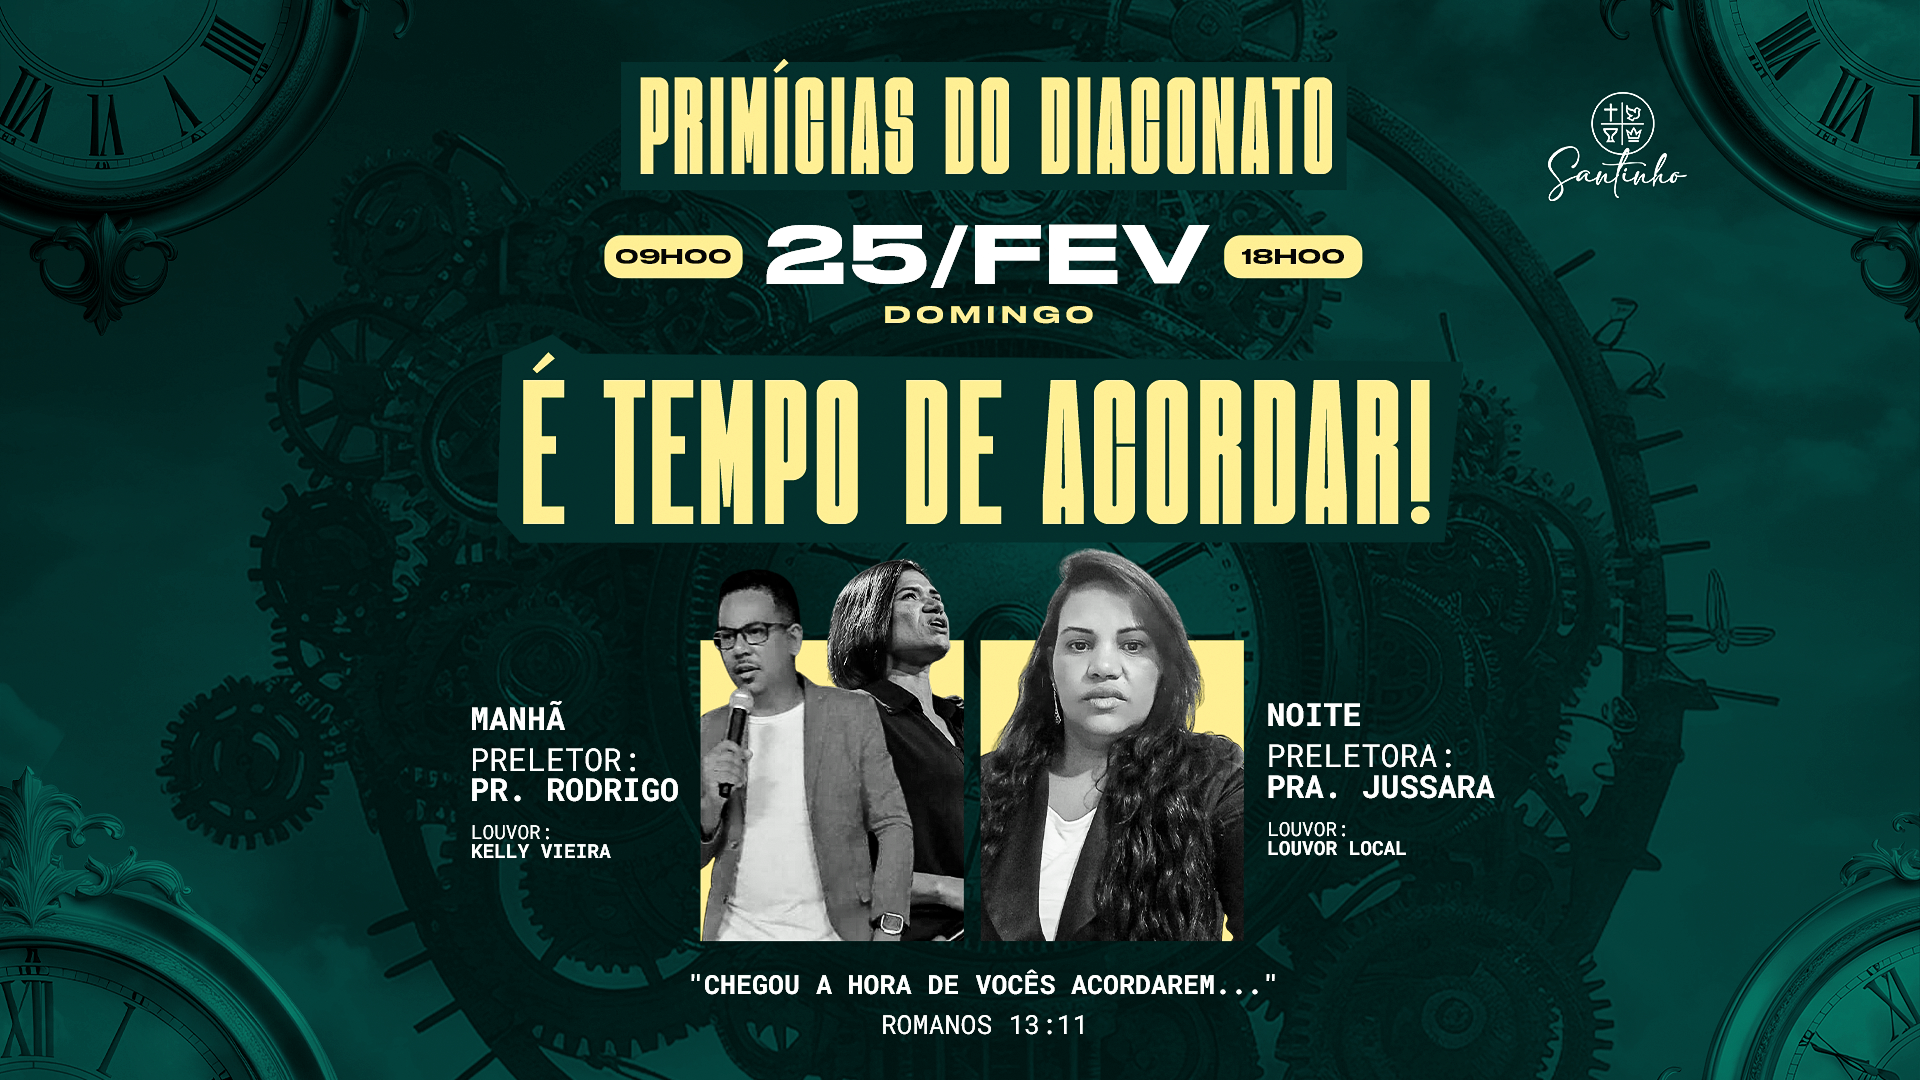 PRIMÍCIAS DO DIACONATO
Santinho
09H00 25/FEV 18H00
DOMINGO
É TEMPO DE ACORDAR!
MANHÃ
PRELETOR:
PR. RODRIGO
LOUVOR:
KELLY VIEIRA
NOITE
PRELETORA:
PRA. JUSSARA
LOUVOR:
LOUVOR LOCAL
"CHEGOU A HORA DE VOCÊS ACORDAREM..."
ROMANOS 13:11